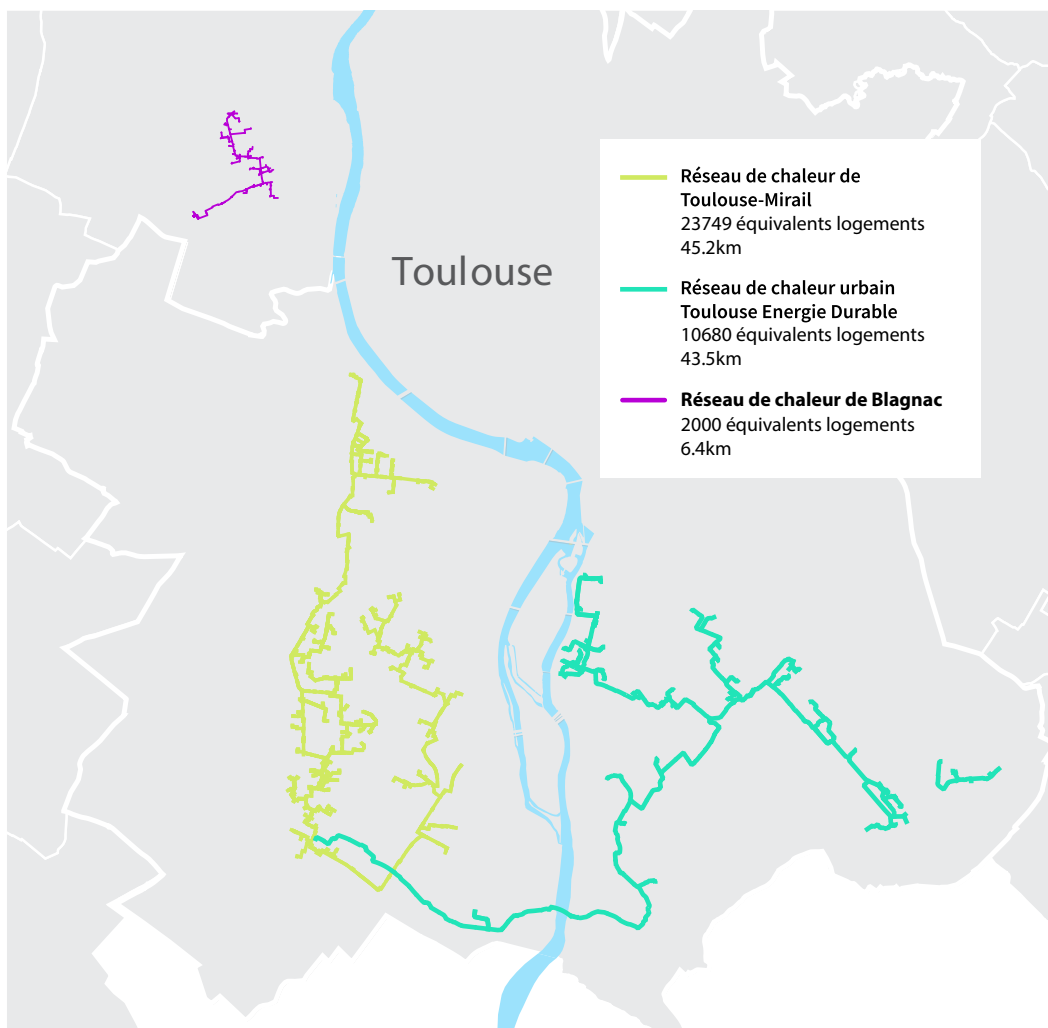 Toulouse
Réseau de chaleur de
Toulouse-Mirail
23749 équivalents logements
45.2km
Réseau de chaleur urbain
Toulouse Energie Durable
10680 équivalents logements
43.5km
Réseau de chaleur de Blagnac
2000 équivalents logements
6.4km